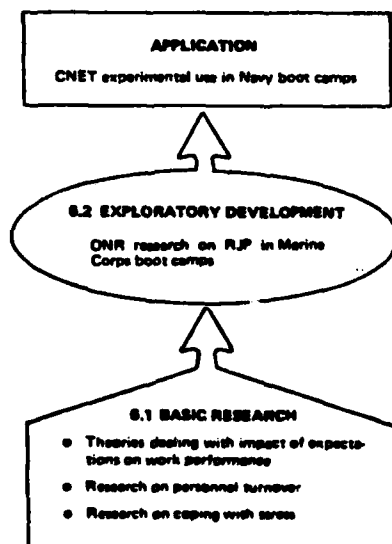 APPLICATION
CNET experimental use in Navy boot camps
6.2 EXPLORATORY DEVELOPMENT
ONR research on RJP in Marine
Corps boot camps
6.1 BASIC RESEARCH
● Theories dealing with impact of expecta-
tions on work performance
● Research on personnel turnover
● Research on coping with stress